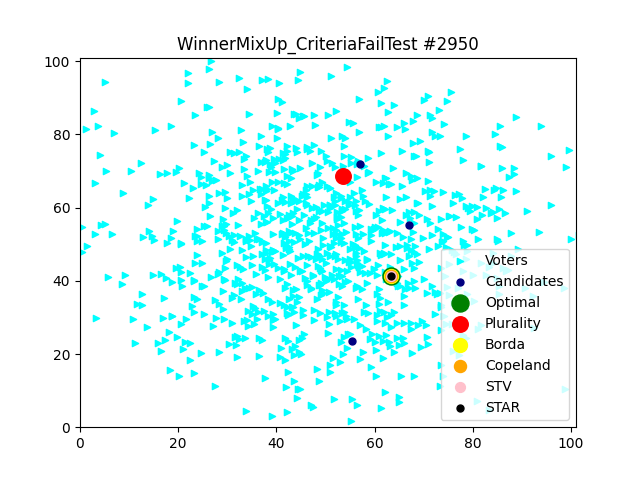 WinnerMixUp_CriteriaFailTest #2950
100
80
60
40
20
0
0 20 40 60 80 100
Voters
Candidates
Optimal
Plurality
Borda
Copeland
STV
STAR